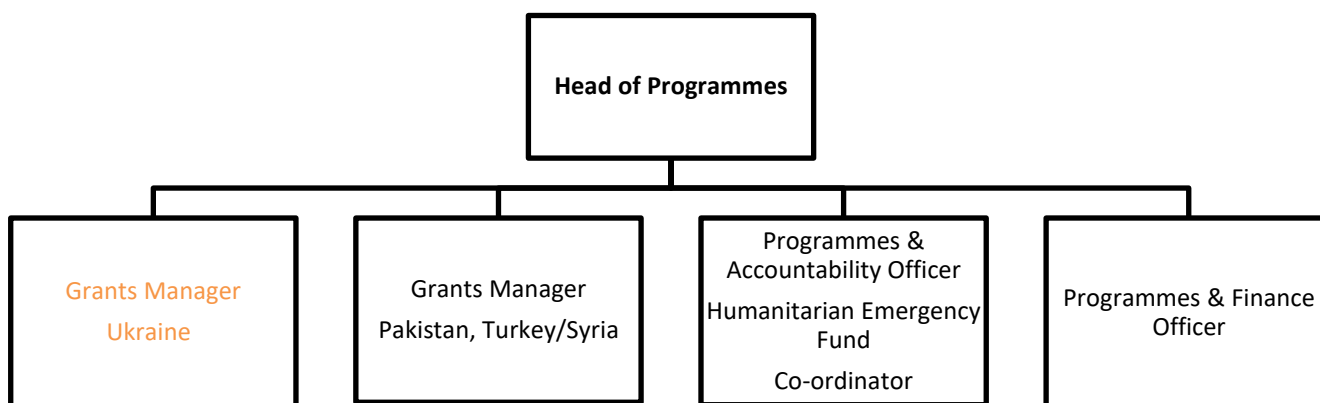 Head of Programmes
Grants Manager
Ukraine
Grants Manager
Pakistan, Turkey/Syria
Programmes &
Accountability Officer
Humanitarian Emergency
Fund
Co-ordinator
Programmes & Finance
Officer